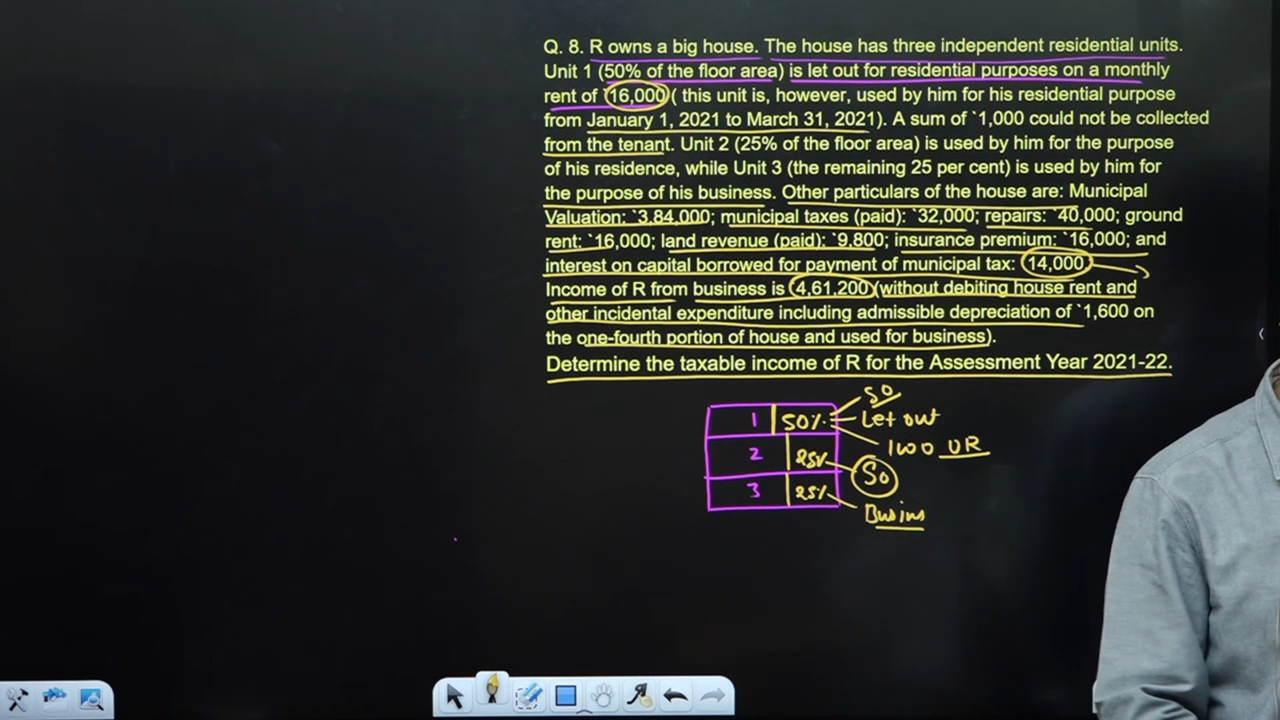 Q. 8. R owns a big house. The house has three independent residential units.
Unit 1 (50% of the floor area) is let out for residential purposes on a monthly
rent of `16,000 ( this unit is, however, used by him for his residential purpose
from January 1, 2021 to March 31, 2021). A sum of `1,000 could not be collected
from the tenant. Unit 2 (25% of the floor area) is used by him for the purpose
of his residence, while Unit 3 (the remaining 25 per cent) is used by him for
the purpose of his business. Other particulars of the house are: Municipal
Valuation: `3,84,000; municipal taxes (paid): `32,000; repairs: `40,000; ground
rent: `16,000; land revenue (paid): `9,800; insurance premium: `16,000; and
interest on capital borrowed for payment of municipal tax: 14,000
Income of R from business is 4,61,200 (without debiting house rent and
other incidental expenditure including admissible depreciation of `1,600 on
the one-fourth portion of house and used for business).
Determine the taxable income of R for the Assessment Year 2021-22.
SO
1 50% Let out
1000 UR
2 25% SO
3 25%
Busins